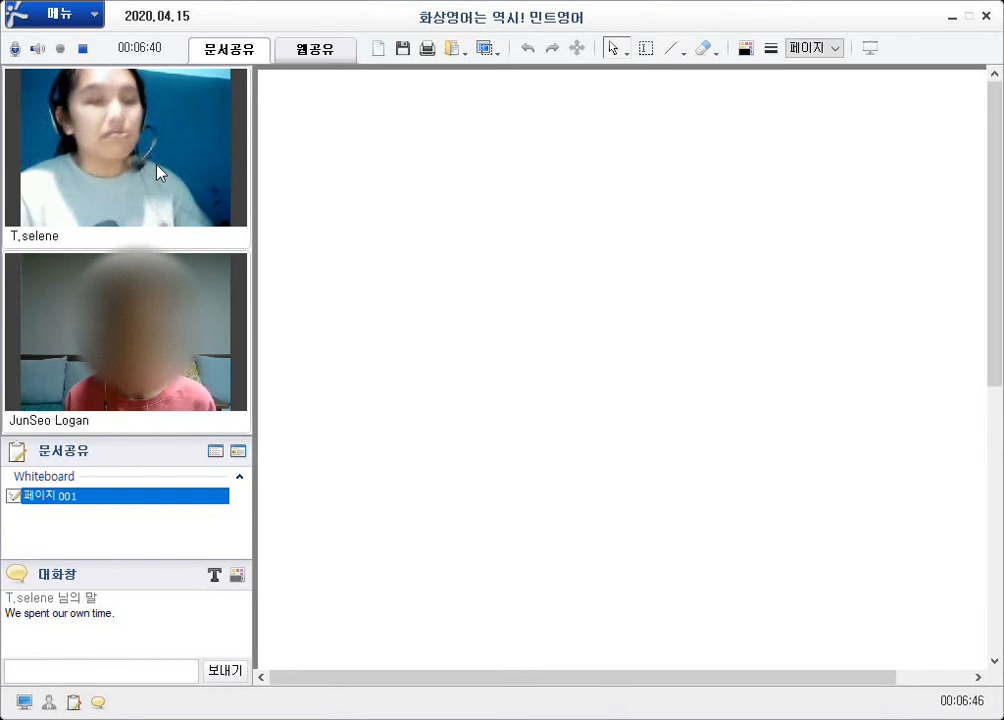 메뉴
2020.04.15
화상영어는 역시! 민트영어
00:06:40
문서공유
웹공유
페이지
T.selene
JunSeo Logan
문서공유
Whiteboard
페이지 001
대화창
T.selene 님의 말
We spent our own time.
보내기
00:06:46